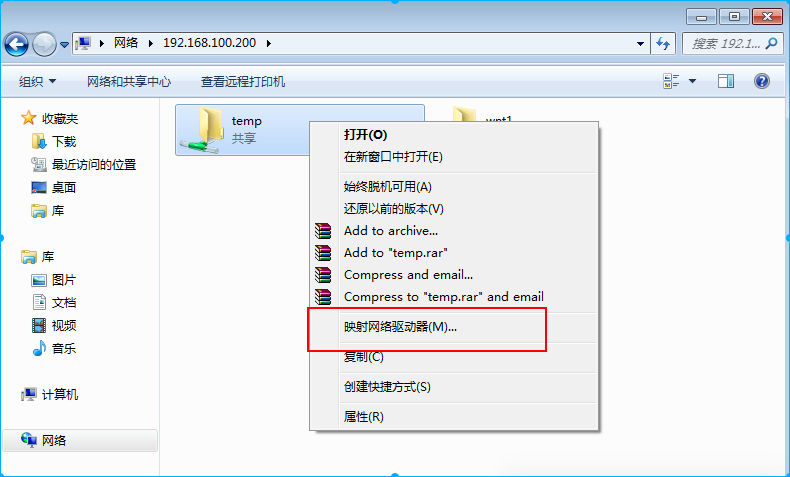 网络 192.168.100.200
搜索 192.1...
组织 网络和共享中心 查看远程打印机
收藏夹
下载
最近访问的位置
桌面
库
库
图片
文档
视频
音乐
计算机
网络
temp
共享
打开(O)
在新窗口中打开(E)
始终脱机可用(A)
还原以前的版本(V)
Add to archive...
Add to "temp.rar"
Compress and email...
Compress to "temp.rar" and email
映射网络驱动器(M)...
复制(C)
创建快捷方式(S)
属性(R)